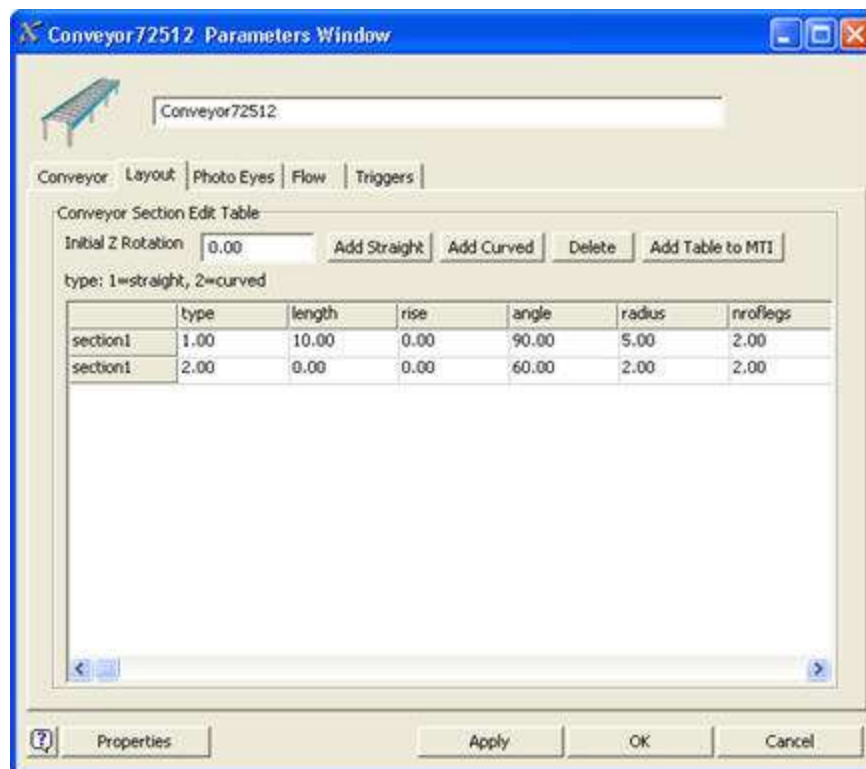 Conveyor72512 Parameters Window
Conveyor72512
Conveyor Layout Photo Eyes Flow Triggers
Conveyor Section Edit Table
Initial Z Rotation 0.00 Add Straight Add Curved Delete Add Table to MTI
type: 1=straight, 2=curved
type length rise angle radius nroflegs
section1 1.00 10.00 0.00 90.00 5.00 2.00
section1 2.00 0.00 0.00 60.00 2.00 2.00
Properties Apply OK Cancel